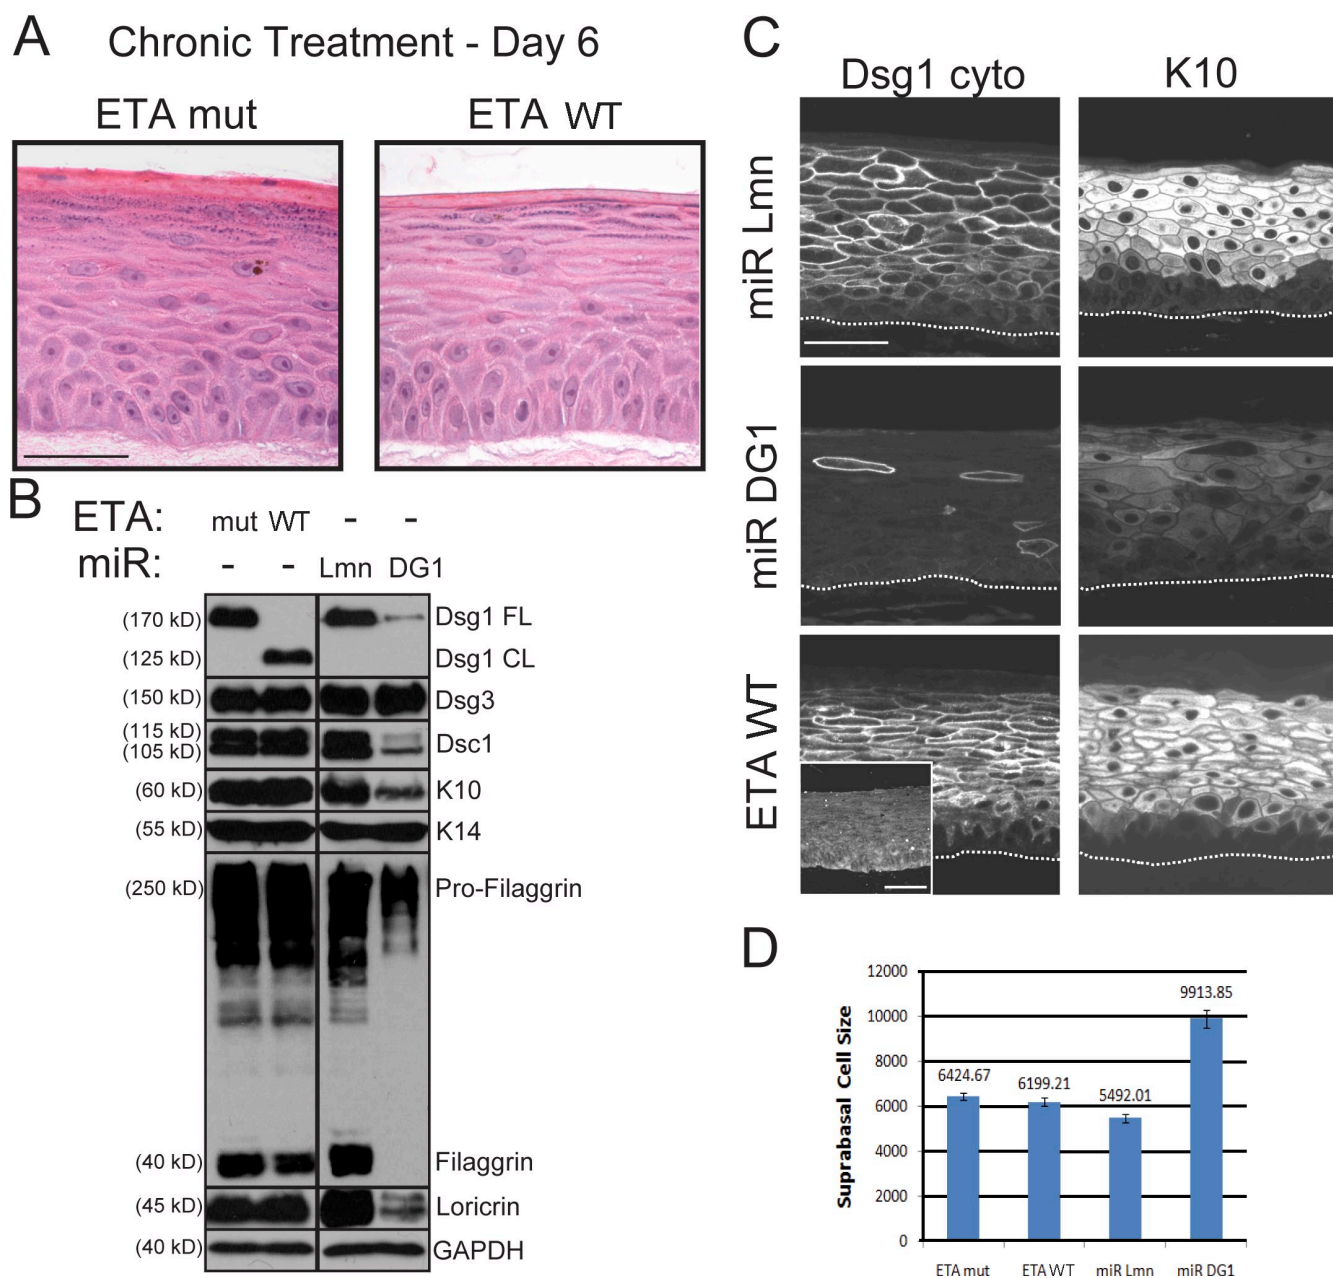 A Chronic Treatment - Day 6
ETA mut ETA WT
B
ETA: mut WT - -
miR: - - Lmn DG1
(170 kD) Dsg1 FL
(125 kD) Dsg1 CL
(150 kD) Dsg3
(115 kD)
(105 kD) Dsc1
(60 kD) K10
(55 kD) K14
(250 kD) Pro-Filaggrin
(40 kD) Filaggrin
(45 kD) Loricrin
(40 kD) GAPDH
C
Dsg1 cyto K10
miR Lmn
miR DG1
ETA WT
D
Suprabasal Cell Size
12000
10000
8000
6000
4000
2000
0
6424.67
6199.21
5492.01
9913.85
ETA mut ETA WT miR Lmn miR DG1